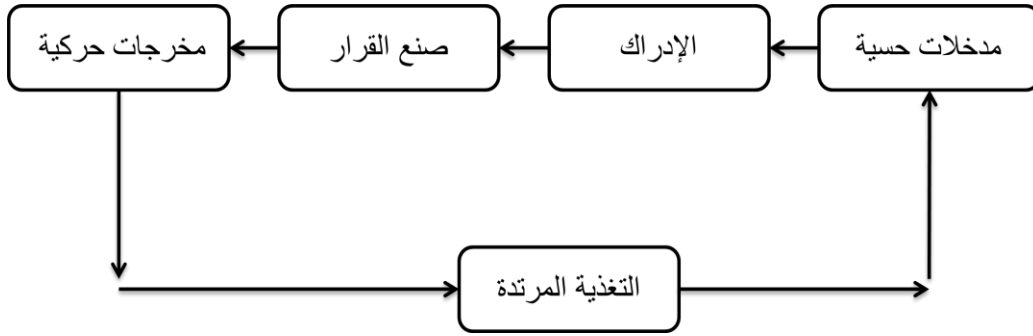 مدخلات حسية
الإدراك
صنع القرار
مخرجات حركية
التغذية المرتدة